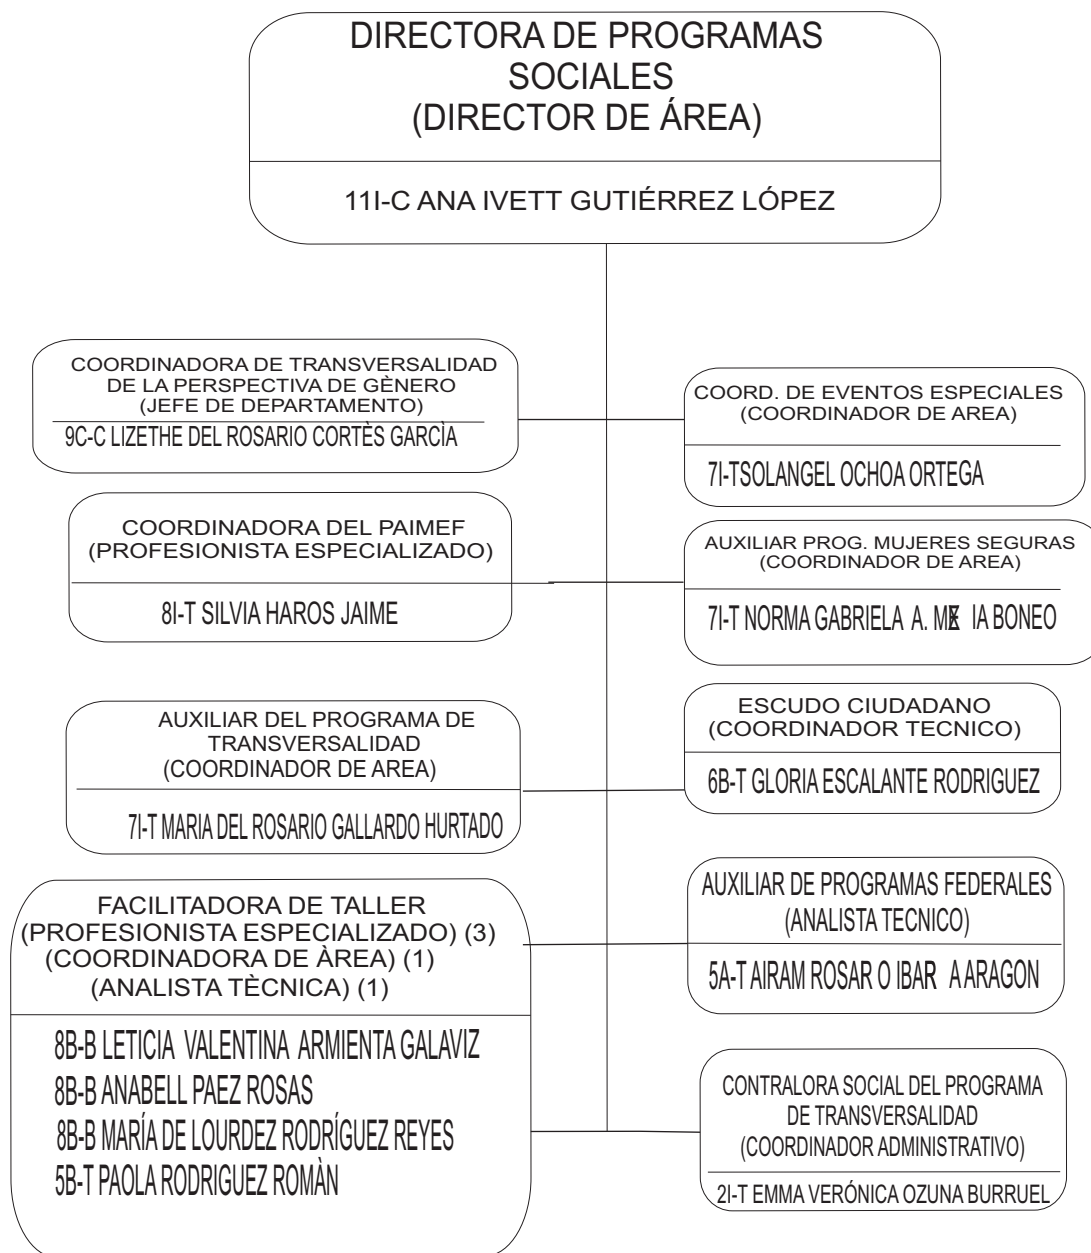 DIRECTORA DE PROGRAMAS
SOCIALES
(DIRECTOR DE ÁREA)
11I-C ANA IVETT GUTIÉRREZ LÓPEZ
COORDINADORA DE TRANSVERSALIDAD
DE LA PERSPECTIVA DE GÈNERO
(JEFE DE DEPARTAMENTO)
9C-C LIZETHE DEL ROSARIO CORTÈS GARCÌA
COORD. DE EVENTOS ESPECIALES
(COORDINADOR DE AREA)
7I-TSOLANGEL OCHOA ORTEGA
COORDINADORA DEL PAIMEF
(PROFESIONISTA ESPECIALIZADO)
8I-T SILVIA HAROS JAIME
AUXILIAR PROG. MUJERES SEGURAS
(COORDINADOR DE AREA)
7I-T NORMA GABRIELA A. BONEO
AUXILIAR DEL PROGRAMA DE
TRANSVERSALIDAD
(COORDINADOR DE AREA)
7I-T MARIA DEL ROSARIO GALLARDO HURTADO
ESCUDO CIUDADANO
(COORDINADOR TECNICO)
6B-T GLORIA ESCALANTE RODRIGUEZ
FACILITADORA DE TALLER
(PROFESIONISTA ESPECIALIZADO) (3)
(COORDINADORA DE ÀREA) (1)
(ANALISTA TÈCNICA) (1)
8B-B LETICIA VALENTINA ARMIENTA GALAVIZ
8B-B ANABELL PAEZ ROSAS
8B-B MARÍA DE LOURDEZ RODRÍGUEZ REYES
5B-T PAOLA RODRIGUEZ ROMÀN
AUXILIAR DE PROGRAMAS FEDERALES
(ANALISTA TECNICO)
5A-T AIRAM ROSAR O IBAR A ARAGON
CONTRALORA SOCIAL DEL PROGRAMA
DE TRANSVERSALIDAD
(COORDINADOR ADMINISTRATIVO)
2I-T EMMA VERÓNICA OZUNA BURRUEL